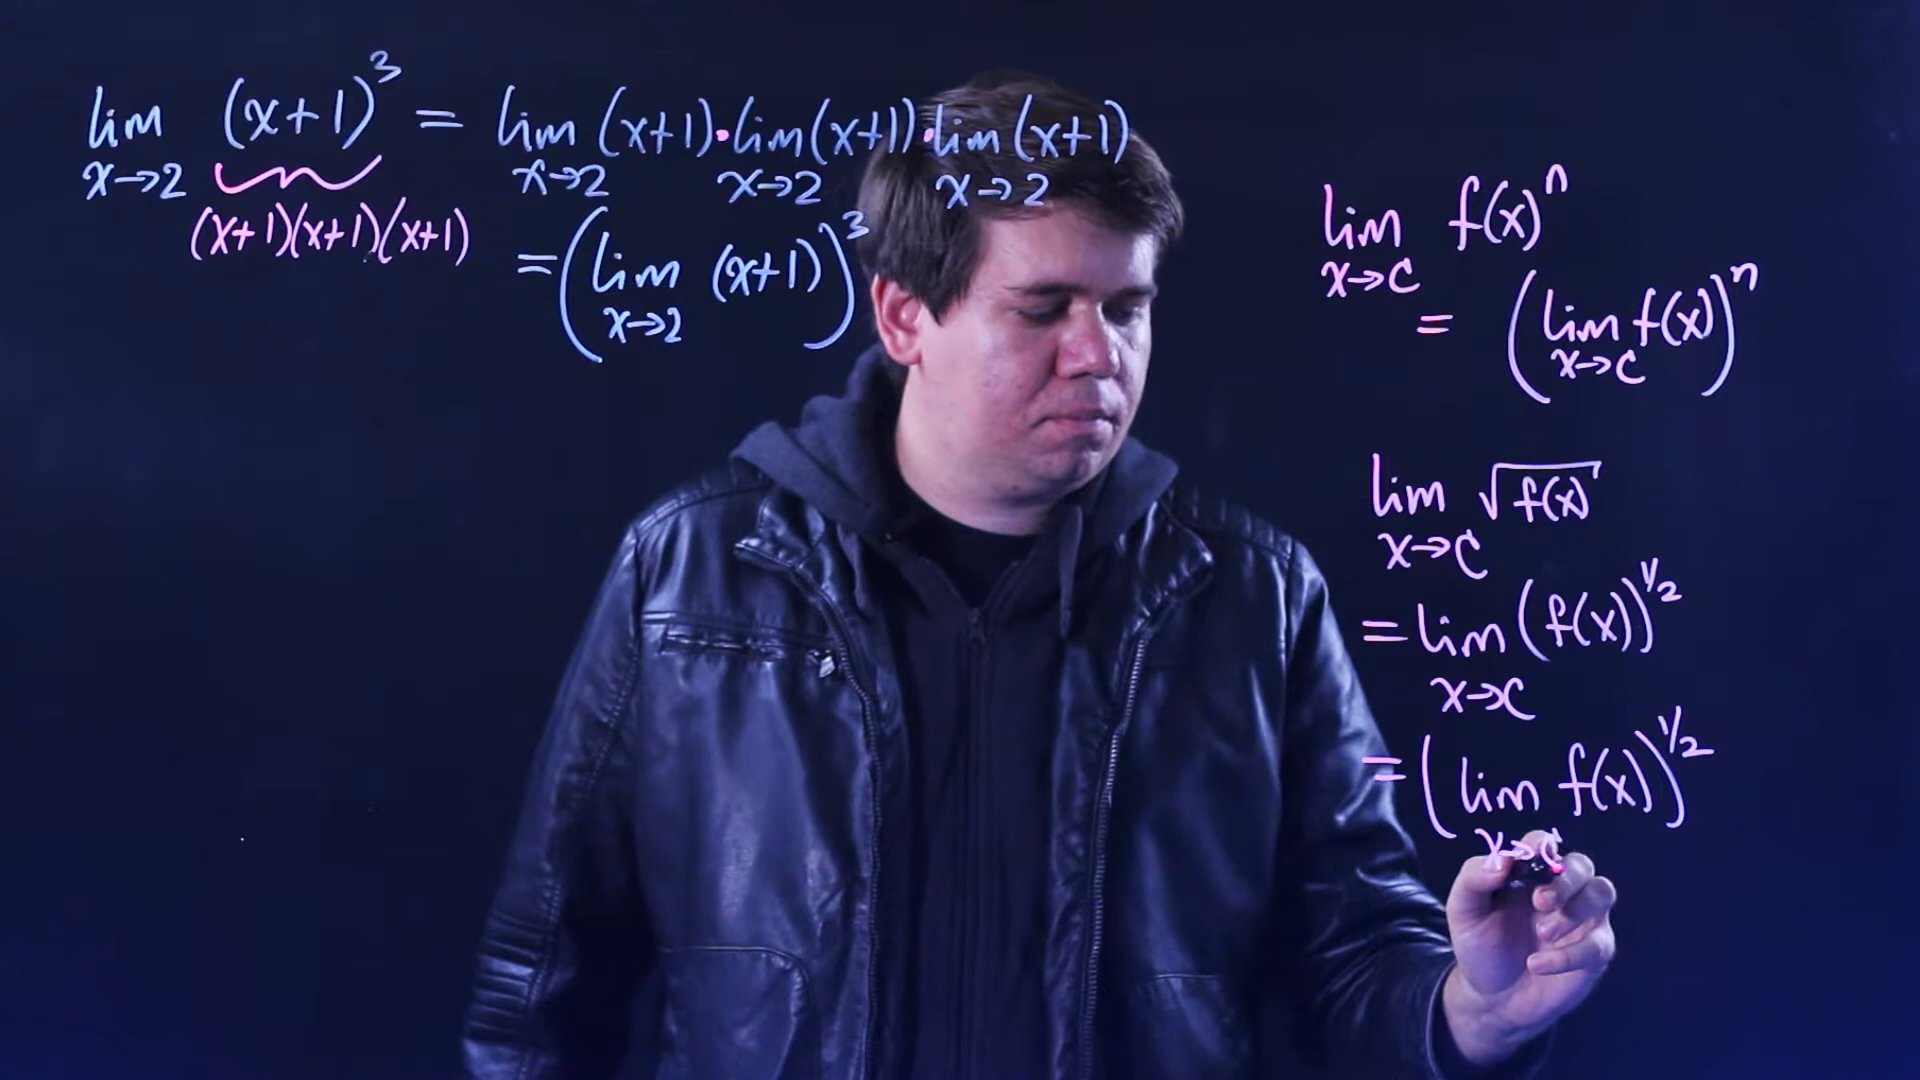 lim (x+1)³ = lim (x+1)·lim (x+1)·lim (x+1)
x→2 x→2 x→2 x→2
(x+1)(x+1)(x+1)
=(lim (x+1))³
x→2
lim f(x)ⁿ
x→c
= (lim f(x))ⁿ
x→c
lim √f(x)
x→c
= lim (f(x))^1/2
x→c
= (lim f(x))^1/2
x→c